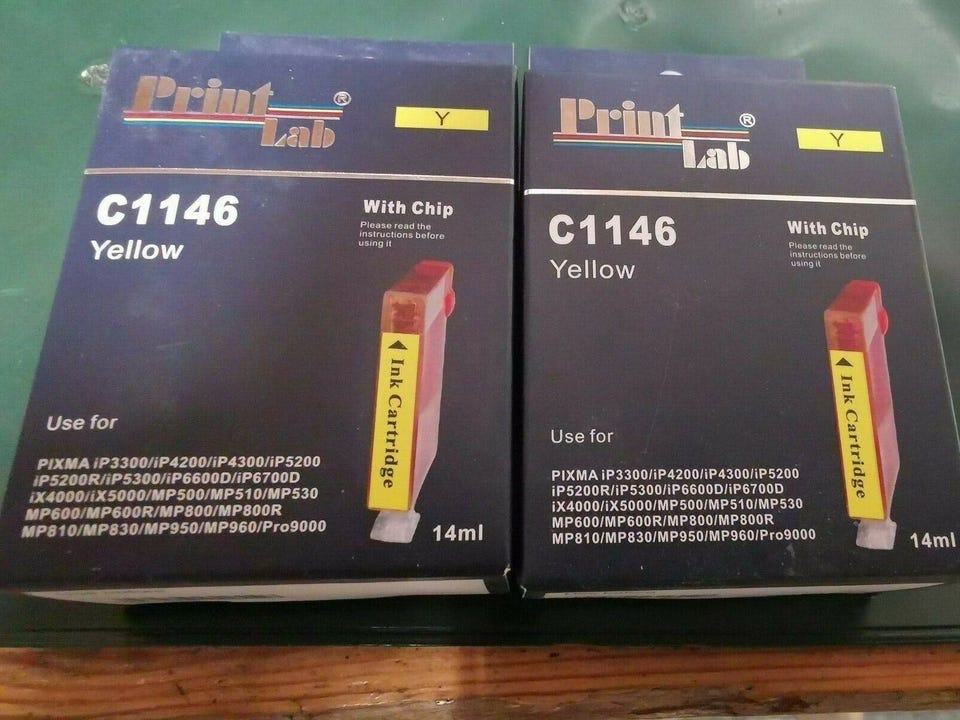 Print
Lab ®
Y
C1146
Yellow
With Chip
Please read the
instructions before
using it
Ink Cartridge
Use for
PIXMA iP3300/iP4200/iP4300/iP5200
iP5200R/iP5300/iP6600D/iP6700D
iX4000/iX5000/MP500/MP510/MP530
MP600/MP600R/MP800/MP800R
MP810/MP830/MP950/MP960/Pro9000
14ml
Print
Lab ®
Y
C1146
Yellow
With Chip
Please read the
instructions before
using it
Ink Cartridge
Use for
PIXMA iP3300/iP4200/iP4300/iP5200
iP5200R/iP5300/iP6600D/iP6700D
iX4000/iX5000/MP500/MP510/MP530
MP600/MP600R/MP800/MP800R
MP810/MP830/MP950/MP960/Pro9000
14ml